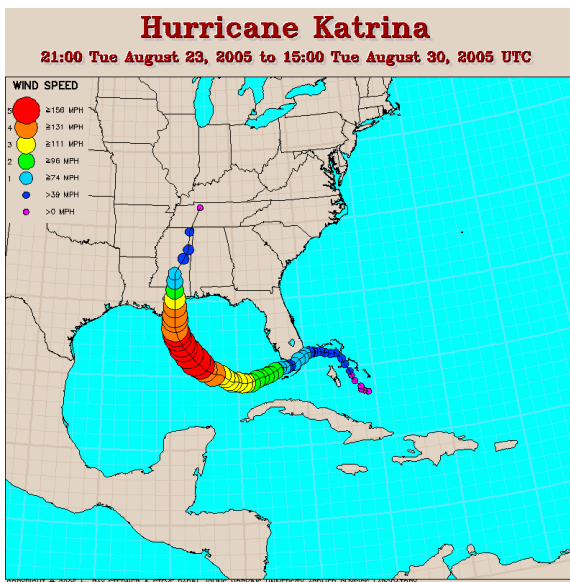 Hurricane Katrina
21:00 Tue August 23, 2005 to 15:00 Tue August 30, 2005 UTC
WIND SPEED
5 ≥156 MPH
4 ≥131 MPH
3 ≥111 MPH
2 ≥96 MPH
1 ≥74 MPH
>39 MPH
>0 MPH